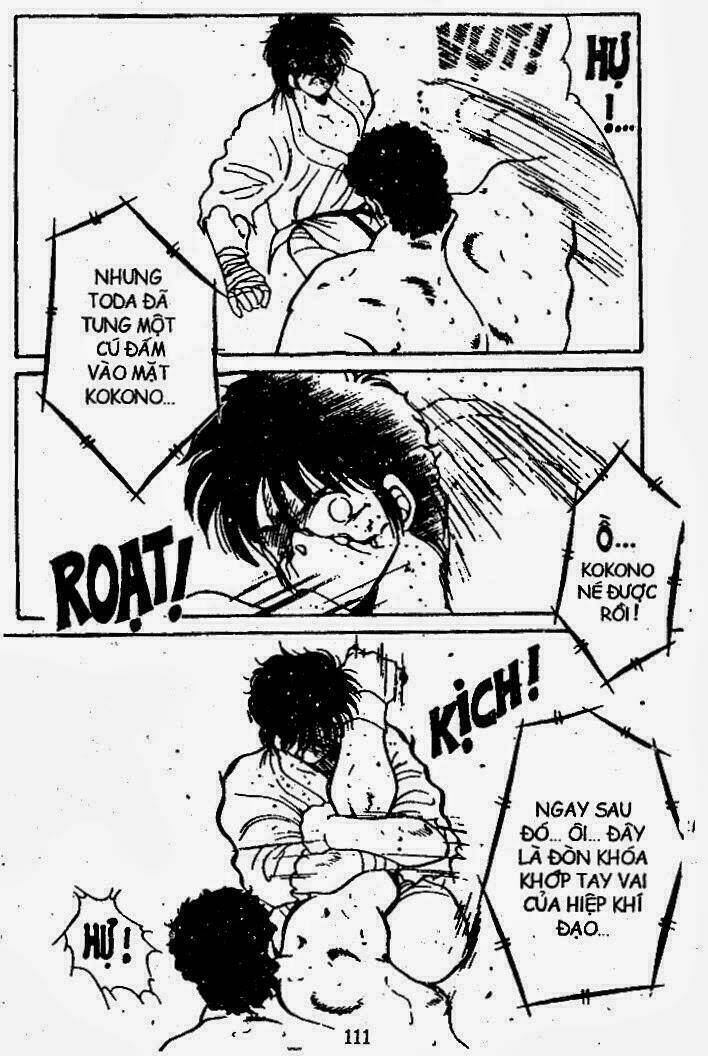 VỤT!
HỰ
!...
NHƯNG
TODA ĐÃ
TUNG MỘT
CÚ ĐẤM
VÀO MẶT
KOKONO...
Ồ...
KOKONO
NÉ ĐƯỢC
RỒI!
ROẠT!
KỊCH!
NGAY SAU
ĐÓ... ÔI... ĐÂY
LÀ ĐÒN KHÓA
KHỚP TAY VAI
CỦA HIỆP KHÍ
ĐẠO...
HỰ!
111